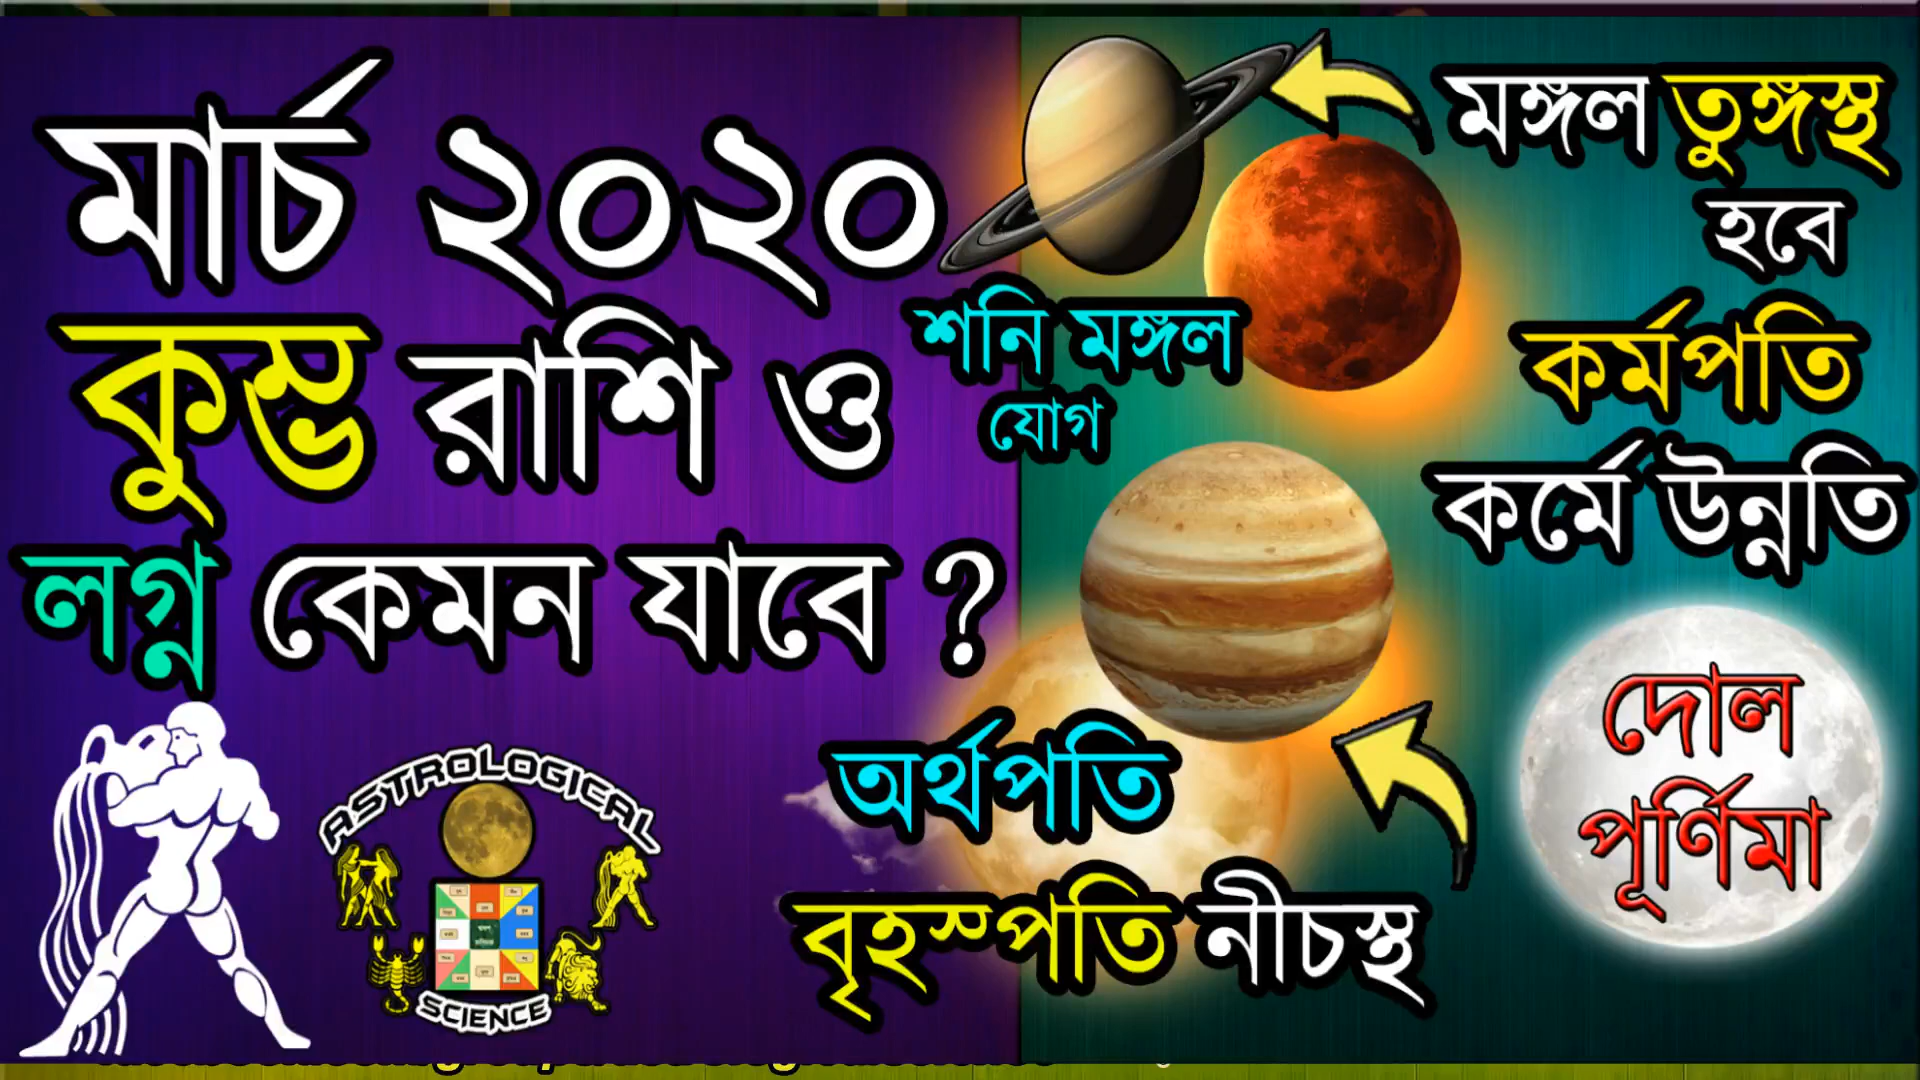 মার্চ ২০২০
কুম্ভ রাশি ও
লগ্ন কেমন যাবে ?
মঙ্গল তুঙ্গস্থ
হবে
শনি মঙ্গল
যোগ
কর্মপতি
কর্মে উন্নতি
দোল
পূর্ণিমা
অর্থপতি
বৃহস্পতি নীচস্থ
ASTROLOGICAL
SCIENCE